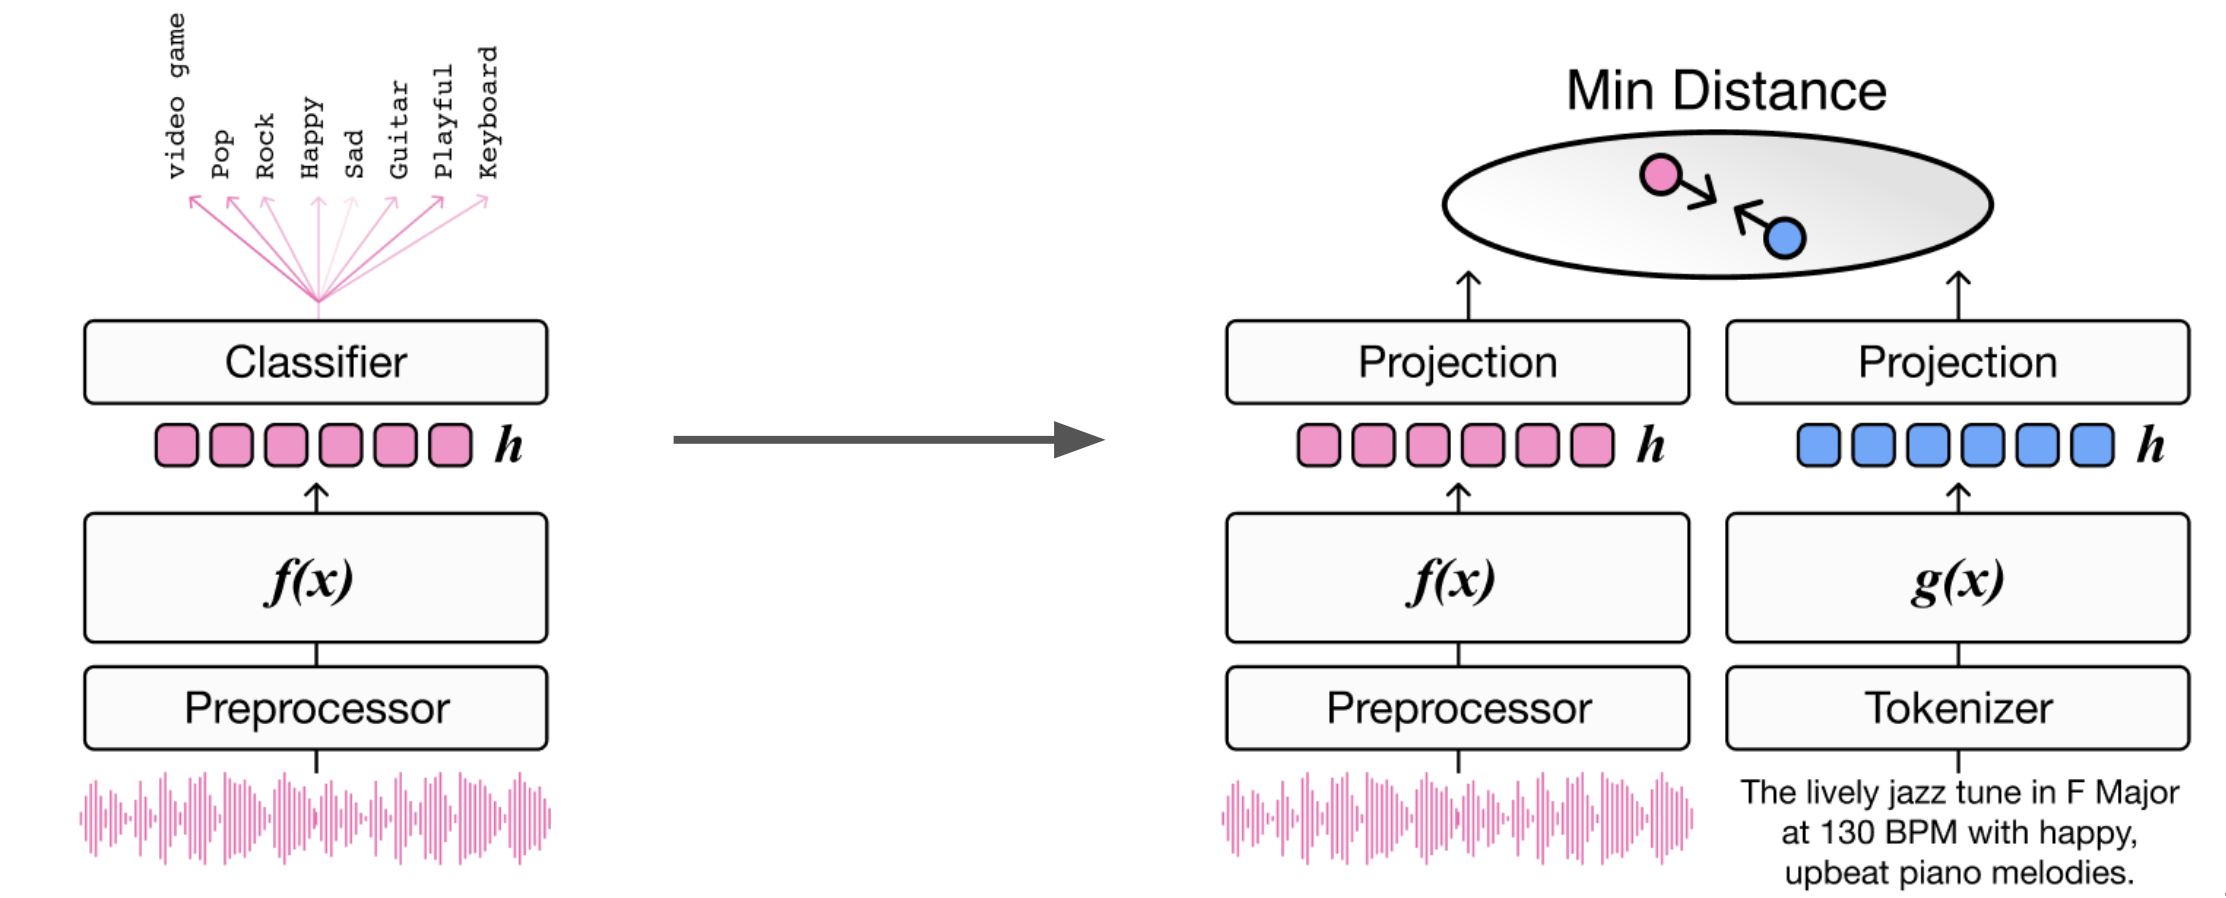 video game
Pop
Rock
Happy
Sad
Guitar
Playful
Keyboard
Classifier
h
f(x)
Preprocessor
Min Distance
Projection
h
f(x)
Preprocessor
Projection
h
g(x)
Tokenizer
The lively jazz tune in F Major
at 130 BPM with happy,
upbeat piano melodies.